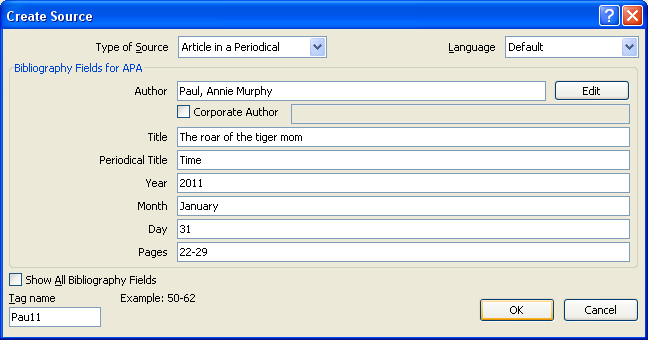 Create Source
Type of Source Article in a Periodical Language Default
Bibliography Fields for APA
Author Paul, Annie Murphy Edit
Corporate Author
Title The roar of the tiger mom
Periodical Title Time
Year 2011
Month January
Day 31
Pages 22-29
Show All Bibliography Fields
Tag name Example: 50-62
Pau11 OK Cancel